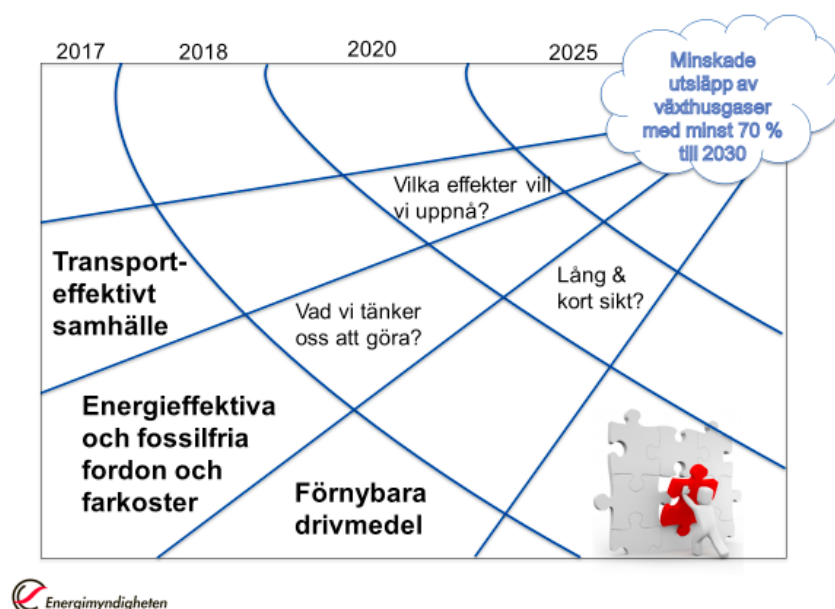 2017
2018
2020
2025
Minskade
utsläpp av
växthusgaser
med minst 70 %
till 2030
Vilka effekter vill
vi uppnå?
Transport-
effektivt
samhälle
Lång &
kort sikt?
Vad vi tänker
oss att göra?
Energieffektiva
och fossilfria
fordon och
farkoster
Förnybara
drivmedel
Energimyndigheten